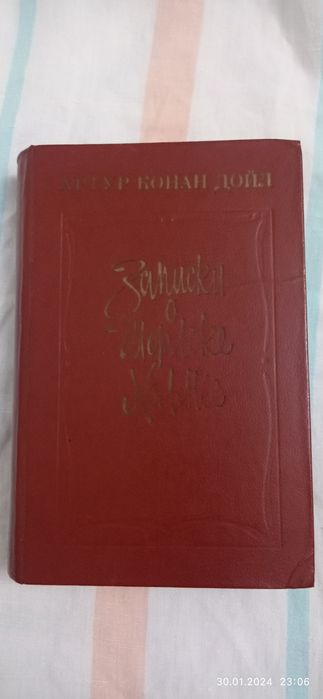 АРТУР КОНАН ДОЙЛ
Записки
о
Шерлоке
Холмсе
30.01.2024 23:06